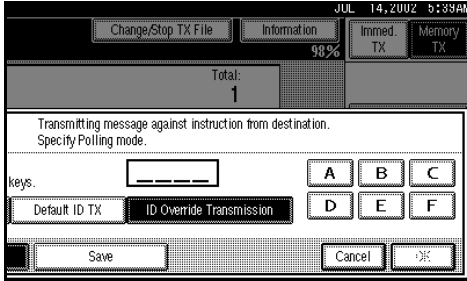 JUL 14,2002 5:39AM
Change/Stop TX File Information Immed. TX Memory TX
98%
Total:
1
Transmitting message against instruction from destination.
Specify Polling mode.
keys. _ _ _ _ A B C
Default ID TX ID Override Transmission D E F
Save Cancel OK